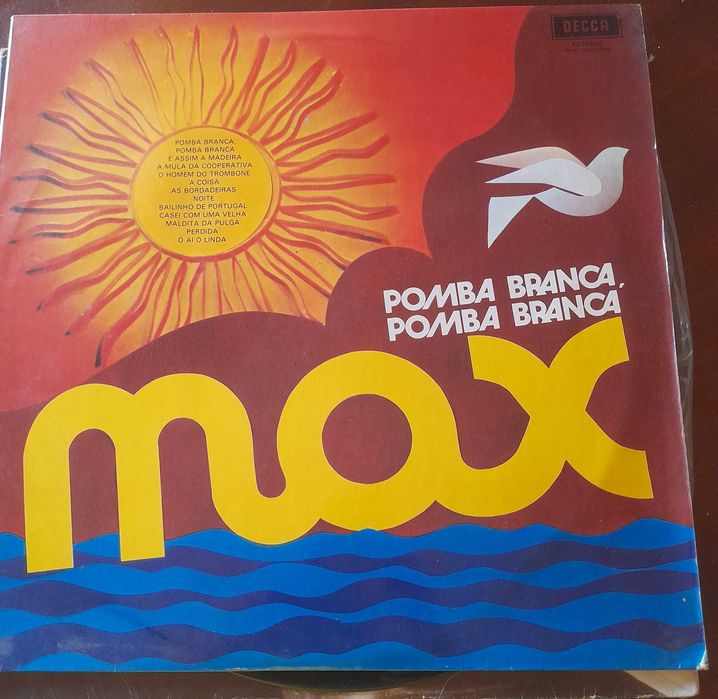 DECCA
ESTÉREO
POMBA BRANCA,
POMBA BRANCA
E ASSIM A MADEIRA
A MULA DA COOPERATIVA
O HOMEM DO TROMBONE
A COISA
AS BORDADEIRAS
NOITE
BAILINHO DE PORTUGAL
CASEI COM UMA VELHA
MALDITA DA PULGA
PERDIDA
O AI Ó LINDA
POMBA BRANCA,
POMBA BRANCA
max